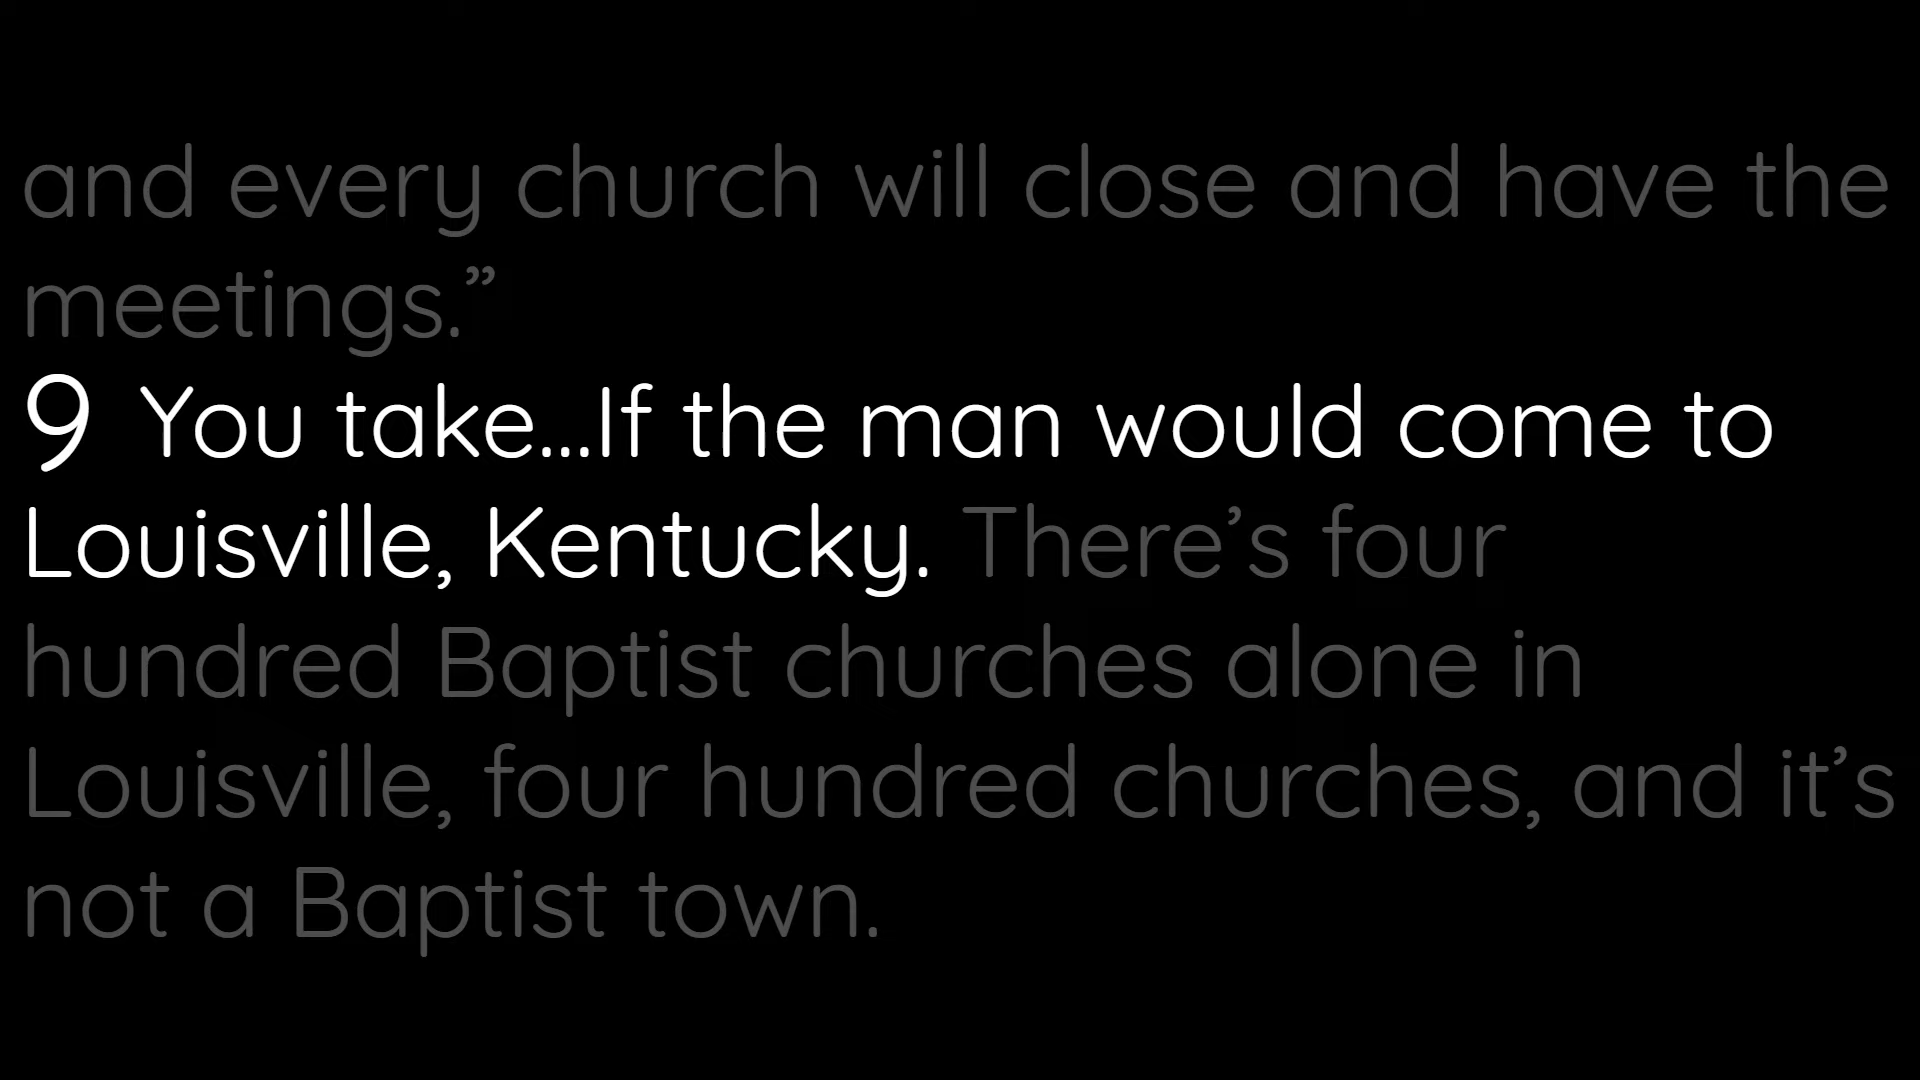 and every church will close and have the
meetings.”
9 You take...If the man would come to
Louisville, Kentucky. There’s four
hundred Baptist churches alone in
Louisville, four hundred churches, and it’s
not a Baptist town.